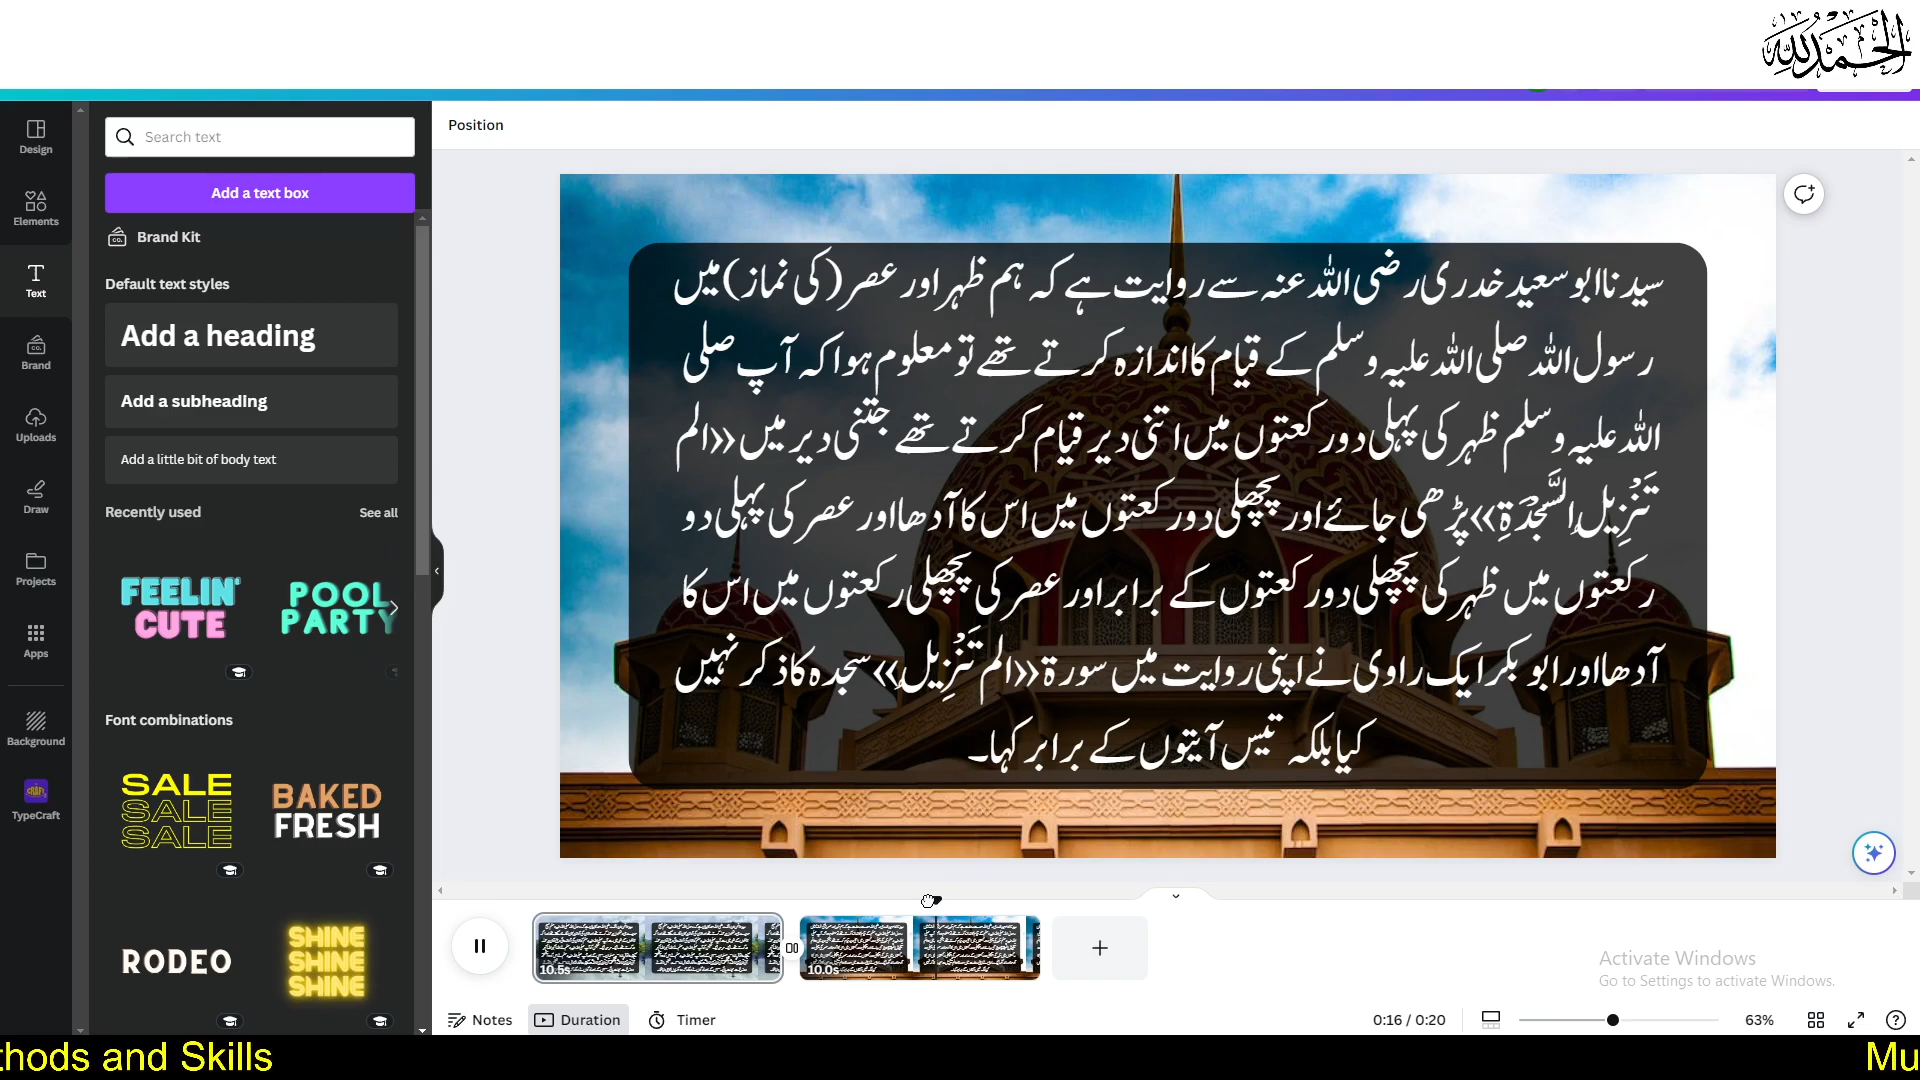 الحمدلله
Position
Search text
Add a text box
Brand Kit
Default text styles
Add a heading
Add a subheading
Add a little bit of body text
Recently used
See all
FEELIN'
CUTE
POOL
PARTY
Font combinations
SALE
SALE
SALE
BAKED
FRESH
RODEO
SHINE
SHINE
SHINE
Design
Elements
Text
Brand
Uploads
Draw
Projects
Apps
Background
CRAFT
TypeCraft
سیدنا ابو سعید خدری رضی اللہ عنہ سے روایت ہے کہ ہم ظہر اور عصر (کی نماز) میں
رسول اللہ صلی اللہ علیہ وسلم کے قیام کا اندازہ کرتے تھے تو معلوم ہوا کہ آپ صلی
اللہ علیہ وسلم ظہر کی پہلی دو رکعتوں میں اتنی دیر قیام کرتے تھے جتنی دیر میں «الم
تَنْزِيلُ السَّجْدَةِ» پڑھی جائے اور پچھلی دو رکعتوں میں اس کا آدھا اور عصر کی پہلی دو
رکعتوں میں ظہر کی پچھلی دو رکعتوں کے برابر اور عصر کی پچھلی رکعتوں میں اس کا
آدھا اور ابو بکر ایک راوی نے اپنی روایت میں سورۃ «الم تَنْزِيلُ» سجدہ کا ذکر نہیں
کیا بلکہ تیس آیتوں کے برابر کہا۔
10.5s
10.0s
Activate Windows
Go to Settings to activate Windows.
Notes
Duration
Timer
0:16 / 0:20
63%
thods and Skills
Mu